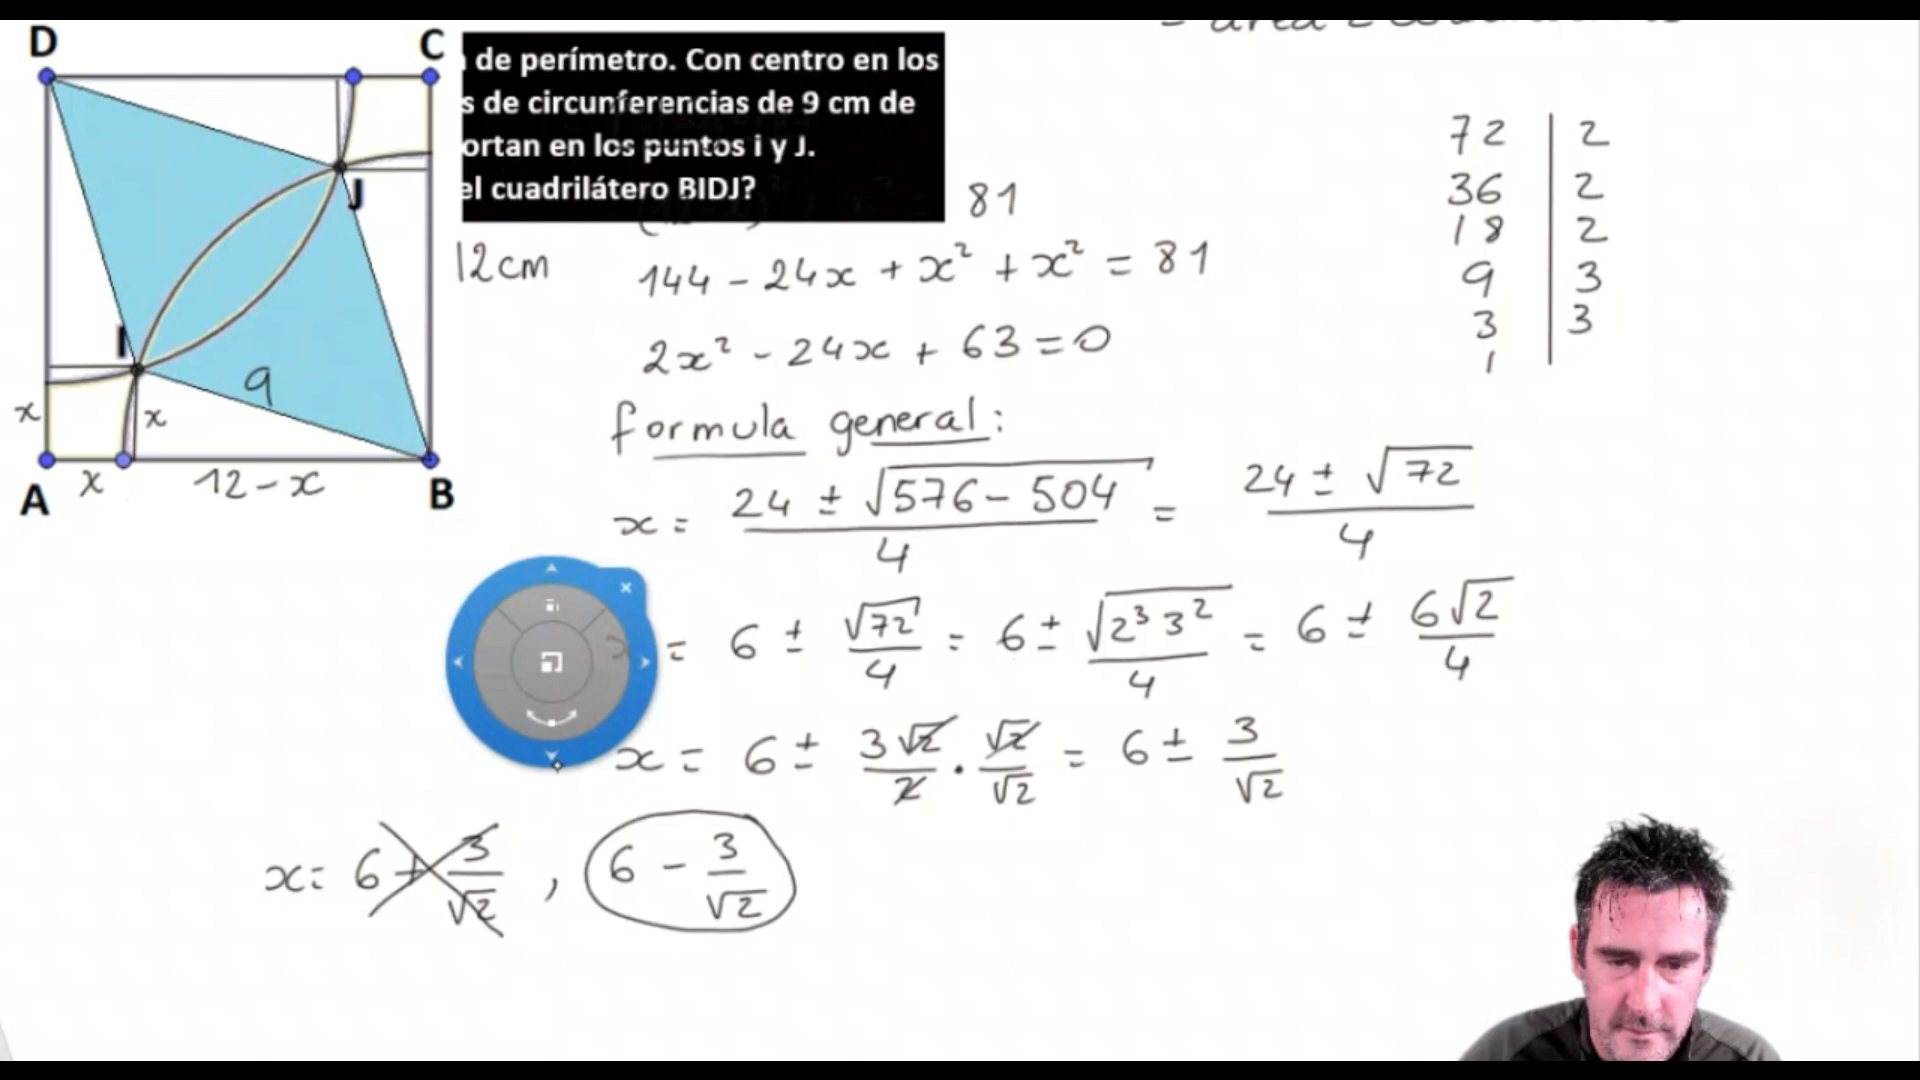 = area
D C
de perímetro. Con centro en los
s de circunferencias de 9 cm de
ortan en los puntos i y J.
el cuadrilátero BIDJ?
J
I
9
x x
A x 12-x B
12cm
81
144 - 24x + x² + x² = 81
2x² - 24x + 63 = 0
formula general:
x = (24 ± √(576 - 504))/4 = (24 ± √72)/4
= 6 ± √72/4 = 6 ± √(2³ 3²)/4 = 6 ± 6√2/4
x = 6 ± 3√2/2 · √2/√2 = 6 ± 3/√2
x = 6 + 3/√2 , 6 - 3/√2
72 | 2
36 | 2
18 | 2
9 | 3
3 | 3
1